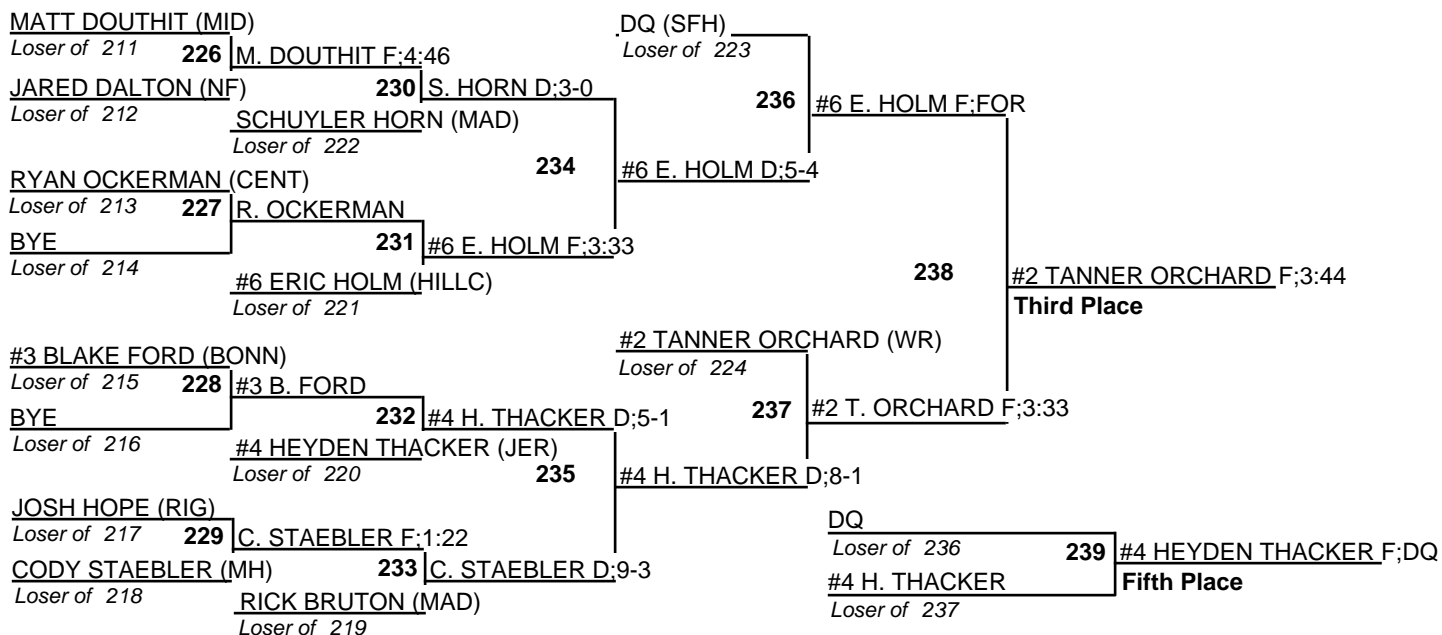 MATT DOUTHIT (MID)
Loser of 211
226
M. DOUTHIT F;4:46
JARED DALTON (NF)
Loser of 212
230
S. HORN D;3-0
SCHUYLER HORN (MAD)
Loser of 222
234
#6 E. HOLM D;5-4
RYAN OCKERMAN (CENT)
Loser of 213
227
R. OCKERMAN
BYE
Loser of 214
231
#6 E. HOLM F;3:33
#6 ERIC HOLM (HILLC)
Loser of 221
DQ (SFH)
Loser of 223
236
#6 E. HOLM F;FOR
238
#2 TANNER ORCHARD F;3:44
Third Place
#3 BLAKE FORD (BONN)
Loser of 215
228
#3 B. FORD
BYE
Loser of 216
232
#4 H. THACKER D;5-1
#4 HEYDEN THACKER (JER)
Loser of 220
235
#4 H. THACKER D;8-1
#2 TANNER ORCHARD (WR)
Loser of 224
237
#2 T. ORCHARD F;3:33
JOSH HOPE (RIG)
Loser of 217
229
C. STAEBLER F;1:22
CODY STAEBLER (MH)
Loser of 218
233
C. STAEBLER D;9-3
RICK BRUTON (MAD)
Loser of 219
DQ
Loser of 236
239
#4 HEYDEN THACKER F;DQ
#4 H. THACKER
Fifth Place
Loser of 237